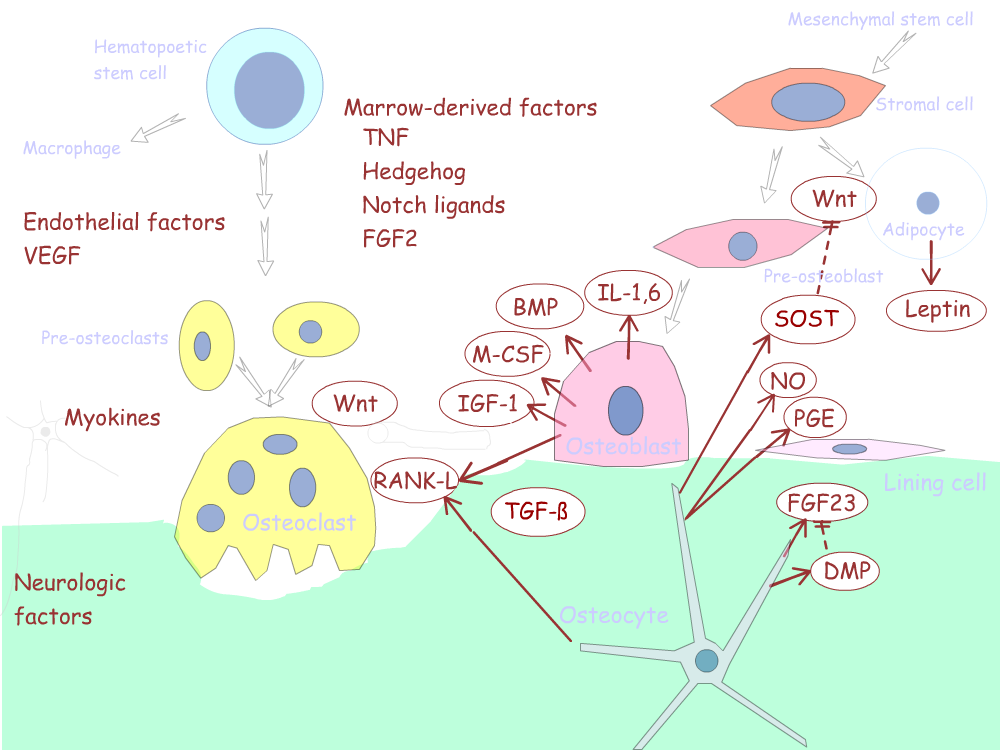 Mesenchymal stem cell
Hematopoetic
stem cell
Stromal cell
Marrow-derived factors
TNF
Hedgehog
Notch ligands
FGF2
Macrophage
Endothelial factors
VEGF
Wnt
Adipocyte
Pre-osteoblast
Leptin
IL-1,6
BMP
SOST
Pre-osteoclasts
M-CSF
NO
Wnt
IGF-1
PGE
Myokines
Osteoblast
RANK-L
Lining cell
TGF-ß
FGF23
Osteoclast
DMP
Neurologic
factors
Osteocyte